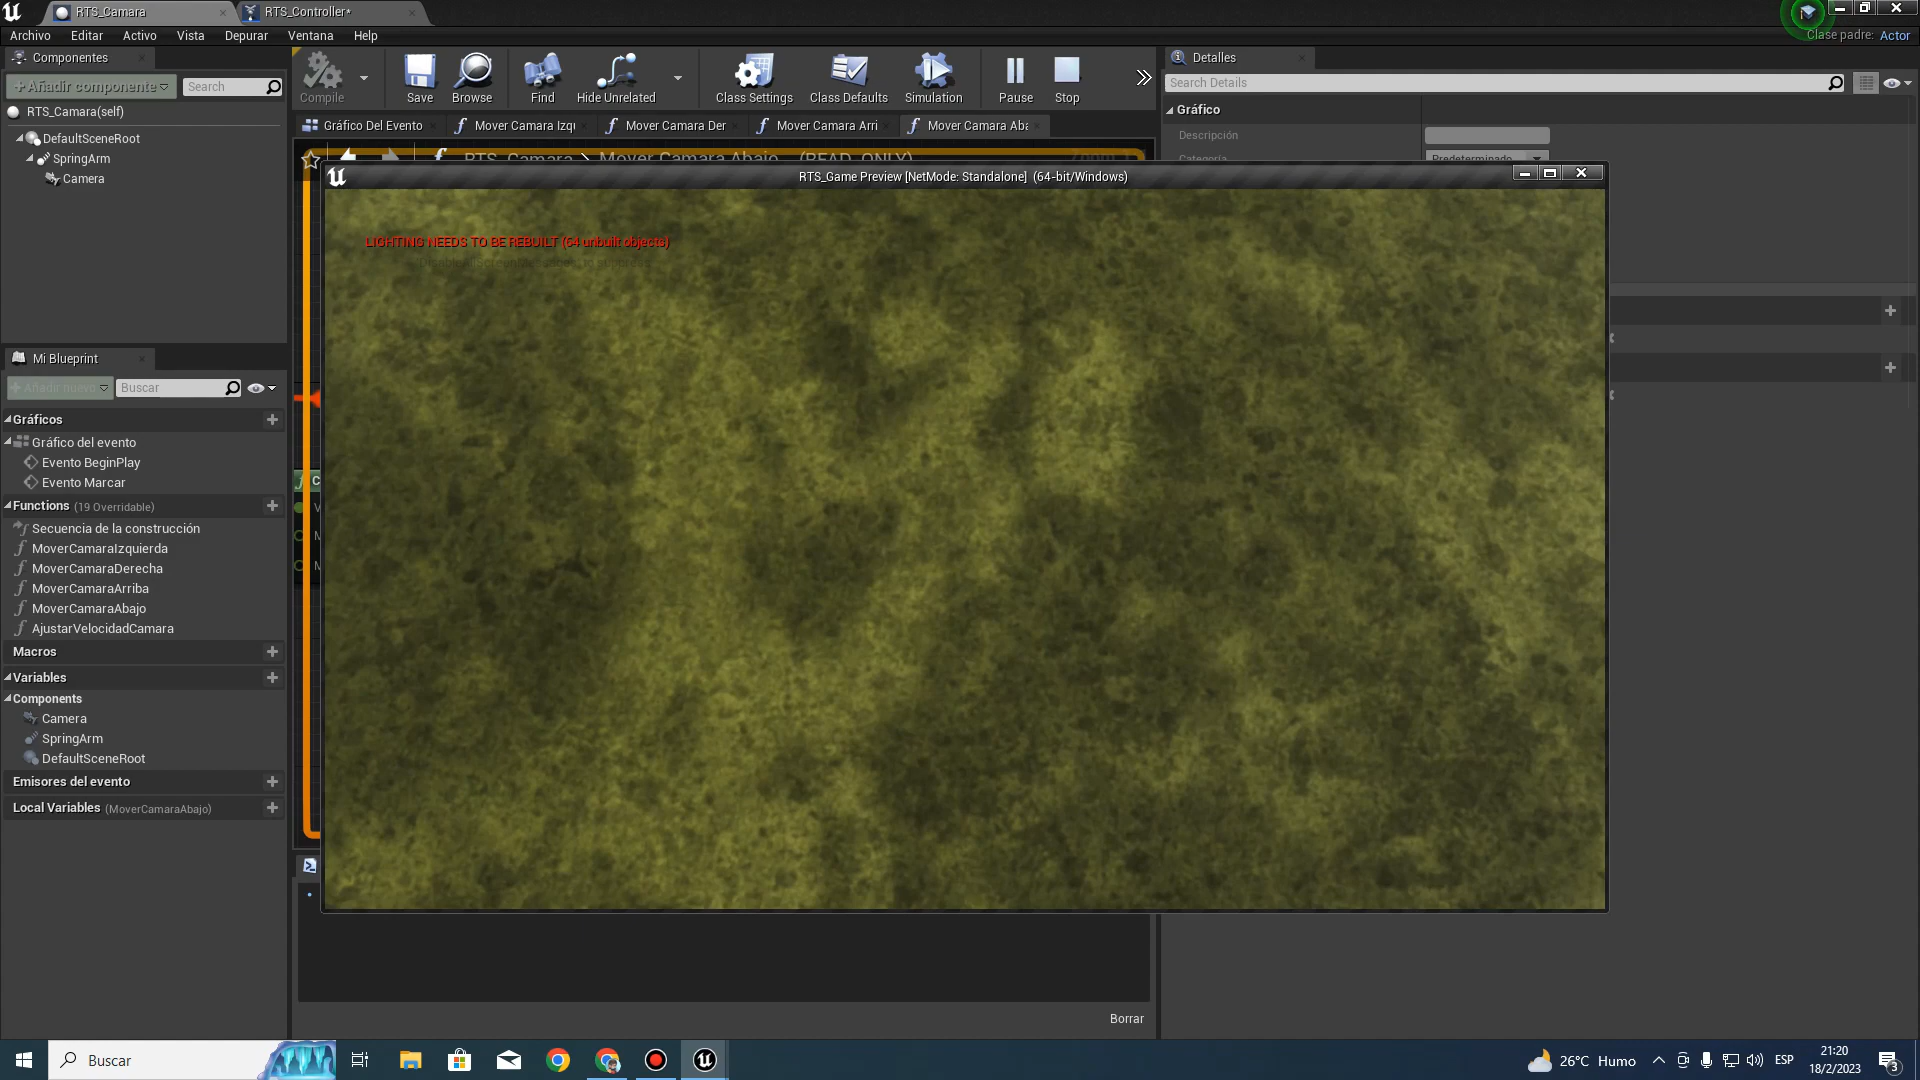 RTS_Camara
RTS_Controller*
Archivo Editar Activo Vista Depurar Ventana Help
Clase padre: Actor
Componentes
Detalles
+Añadir componente
Search
Compile
Save
Browse
Find
Hide Unrelated
Class Settings
Class Defaults
Simulation
Pause
Stop
Search Details
RTS_Camara(self)
Gráfico
Gráfico Del Evento
Mover Camara Izqu
Mover Camara Der
Mover Camara Arri
Mover Camara Aba
Descripción
DefaultSceneRoot
RTS_Camara > Mover Camara Abajo (READ_ONLY)
Categoría
Predeterminado
SpringArm
RTS_Game Preview [NetMode: Standalone] (64-bit/Windows)
Camera
LIGHTING NEEDS TO BE REBUILT (64 unbuilt objects)
'DisableAllScreenMessages' to suppress
Mi Blueprint
+ Añadir nuevo
Buscar
Gráficos
Gráfico del evento
Evento BeginPlay
Evento Marcar
Functions (19 Overridable)
Secuencia de la construcción
MoverCamaraIzquierda
MoverCamaraDerecha
MoverCamaraArriba
MoverCamaraAbajo
AjustarVelocidadCamara
Macros
Variables
Components
Camera
SpringArm
DefaultSceneRoot
Emisores del evento
Local Variables (MoverCamaraAbajo)
Borrar
Buscar
26°C Humo
ESP
21:20
18/2/2023
3